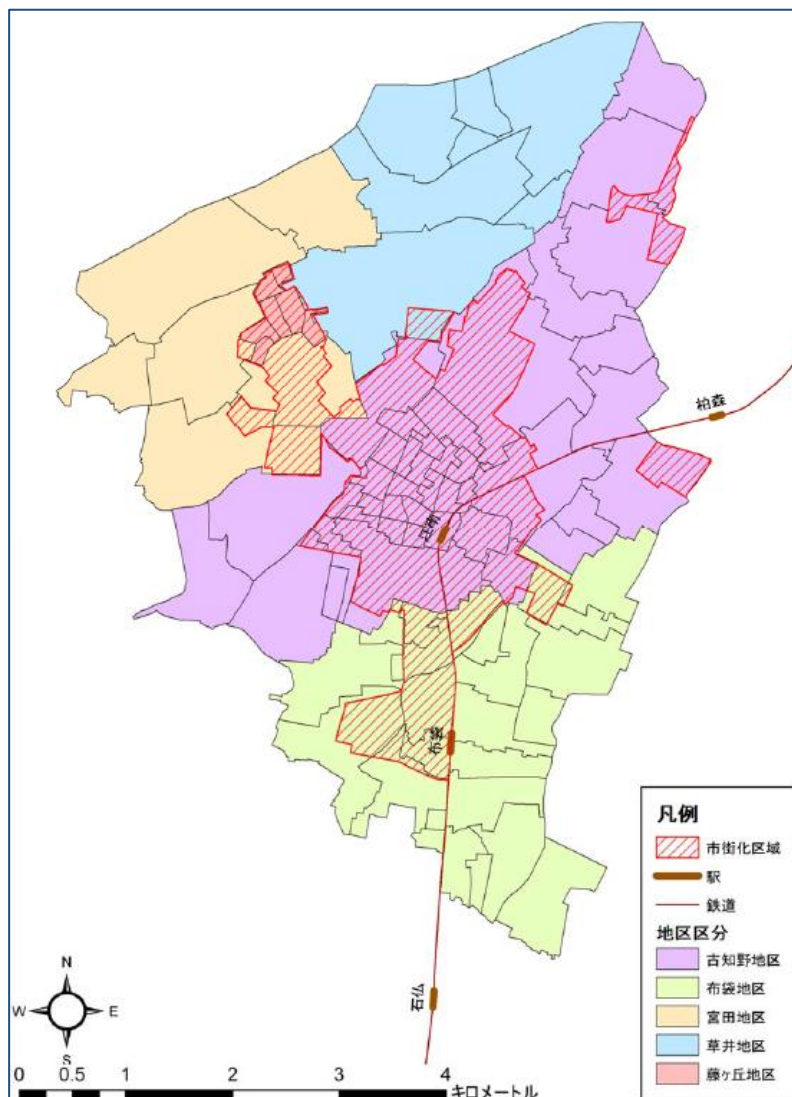 柏森
江南
布袋
石仏
凡例
市街化区域
駅
鉄道
地区区分
古知野地区
布袋地区
宮田地区
草井地区
藤ヶ丘地区
N
W
E
S
0 0.5 1 2 3 4
キロメートル